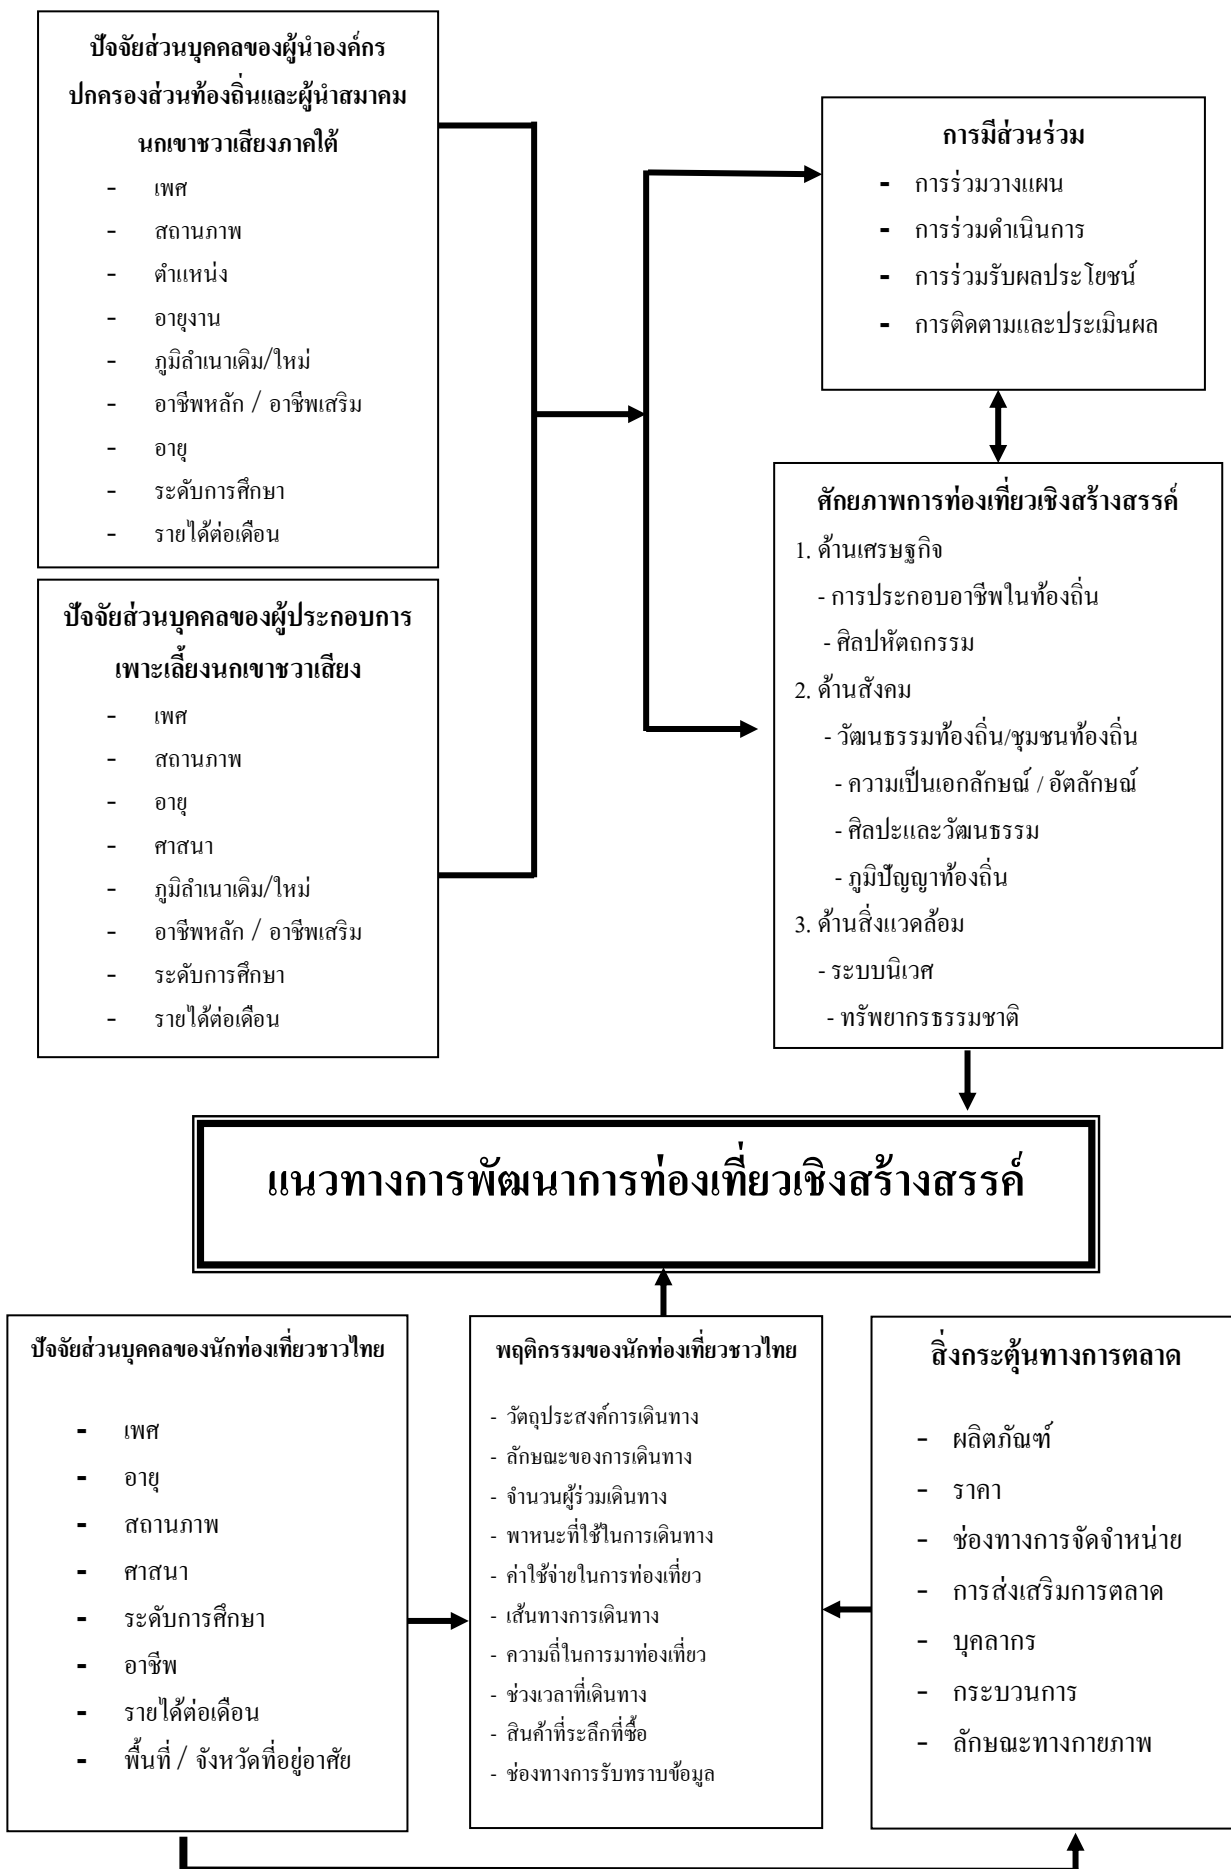 ปัจจัยส่วนบุคคลของผู้นำองค์กร
ปกครองส่วนท้องถิ่นและผู้นำสมาคม
นกเขาชวาเสียงภาคใต้
- เพศ
- สถานภาพ
- ตำแหน่ง
- อายุงาน
- ภูมิลำเนาเดิม/ใหม่
- อาชีพหลัก / อาชีพเสริม
- อายุ
- ระดับการศึกษา
- รายได้ต่อเดือน
ปัจจัยส่วนบุคคลของผู้ประกอบการ
เพาะเลี้ยงนกเขาชวาเสียง
- เพศ
- สถานภาพ
- อายุ
- ศาสนา
- ภูมิลำเนาเดิม/ใหม่
- อาชีพหลัก / อาชีพเสริม
- ระดับการศึกษา
- รายได้ต่อเดือน
การมีส่วนร่วม
- การร่วมวางแผน
- การร่วมดำเนินการ
- การร่วมรับผลประโยชน์
- การติดตามและประเมินผล
ศักยภาพการท่องเที่ยวเชิงสร้างสรรค์
1. ด้านเศรษฐกิจ
- การประกอบอาชีพในท้องถิ่น
- ศิลปหัตถกรรม
2. ด้านสังคม
- วัฒนธรรมท้องถิ่น/ชุมชนท้องถิ่น
- ความเป็นเอกลักษณ์ / อัตลักษณ์
- ศิลปะและวัฒนธรรม
- ภูมิปัญญาท้องถิ่น
3. ด้านสิ่งแวดล้อม
- ระบบนิเวศ
- ทรัพยากรธรรมชาติ
แนวทางการพัฒนาการท่องเที่ยวเชิงสร้างสรรค์
ปัจจัยส่วนบุคคลของนักท่องเที่ยวชาวไทย
- เพศ
- อายุ
- สถานภาพ
- ศาสนา
- ระดับการศึกษา
- อาชีพ
- รายได้ต่อเดือน
- พื้นที่ / จังหวัดที่อยู่อาศัย
พฤติกรรมของนักท่องเที่ยวชาวไทย
- วัตถุประสงค์การเดินทาง
- ลักษณะของการเดินทาง
- จำนวนผู้ร่วมเดินทาง
- พาหนะที่ใช้ในการเดินทาง
- ค่าใช้จ่ายในการท่องเที่ยว
- เส้นทางการเดินทาง
- ความถี่ในการมาท่องเที่ยว
- ช่วงเวลาที่เดินทาง
- สินค้าที่ระลึกที่ซื้อ
- ช่องทางการรับทราบข้อมูล
สิ่งกระตุ้นทางการตลาด
- ผลิตภัณฑ์
- ราคา
- ช่องทางการจัดจำหน่าย
- การส่งเสริมการตลาด
- บุคลากร
- กระบวนการ
- ลักษณะทางกายภาพ